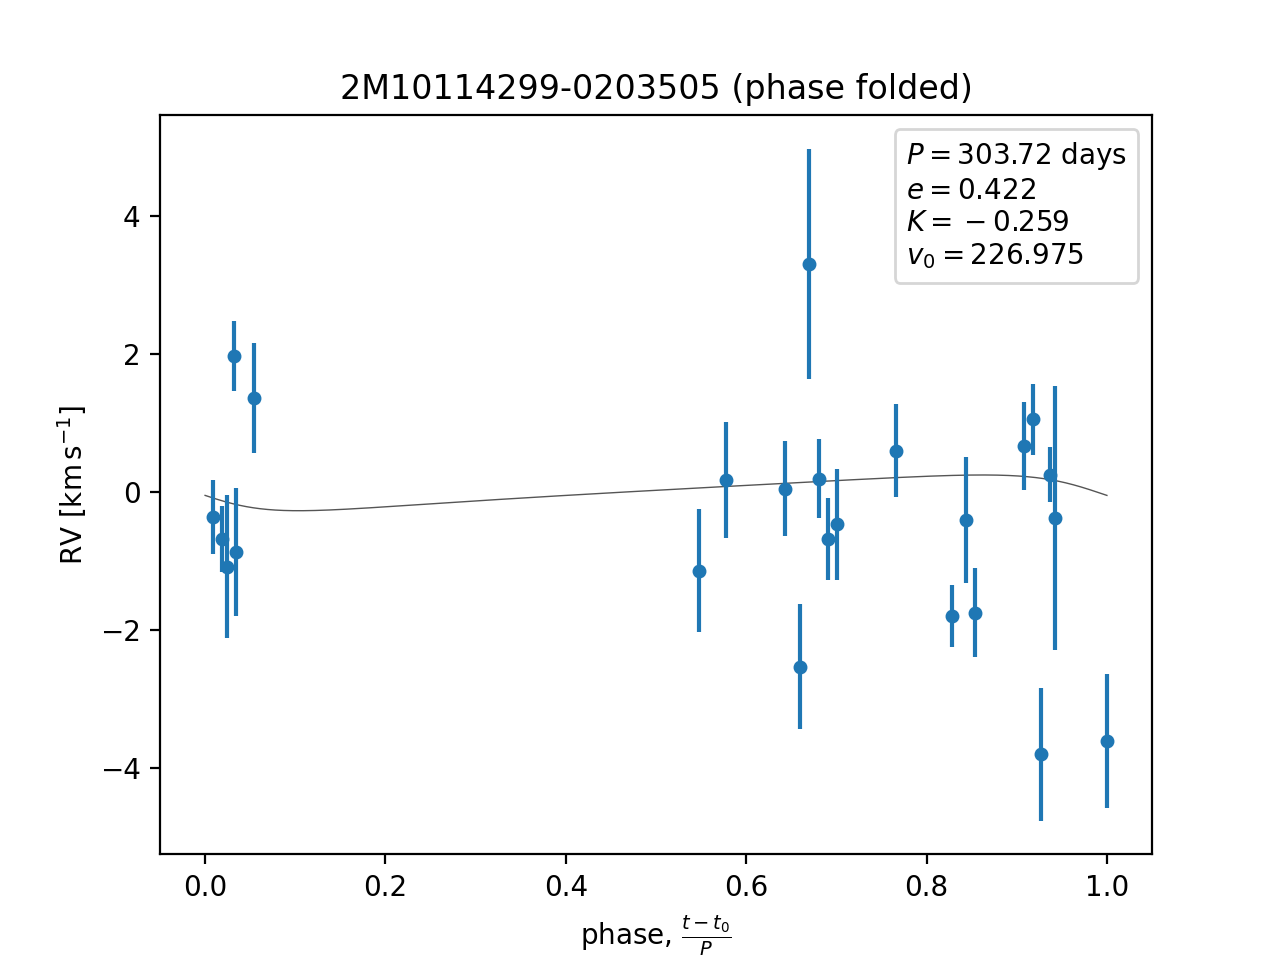 2M10114299-0203505 (phase folded)
P = 303.72 days
e = 0.422
K = −0.259
v₀ = 226.975
4
2
0
−2
−4
RV [km s⁻¹]
0.0 0.2 0.4 0.6 0.8 1.0
phase, (t − t₀)/P